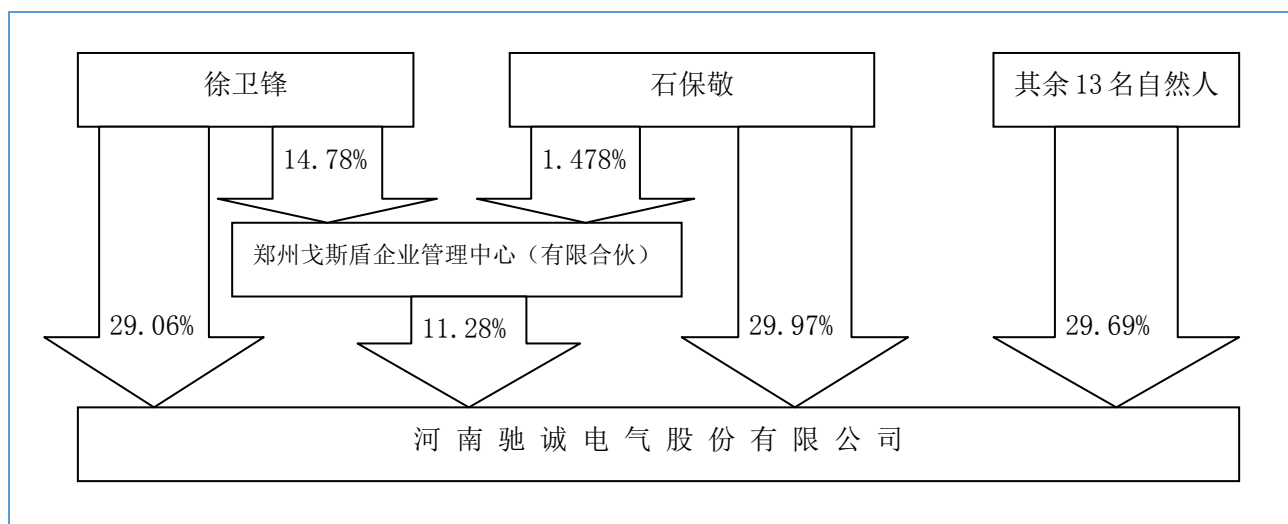 徐卫锋
石保敬
其余13名自然人
14.78%
1.478%
郑州戈斯盾企业管理中心（有限合伙）
29.06%
11.28%
29.97%
29.69%
河南驰诚电气股份有限公司